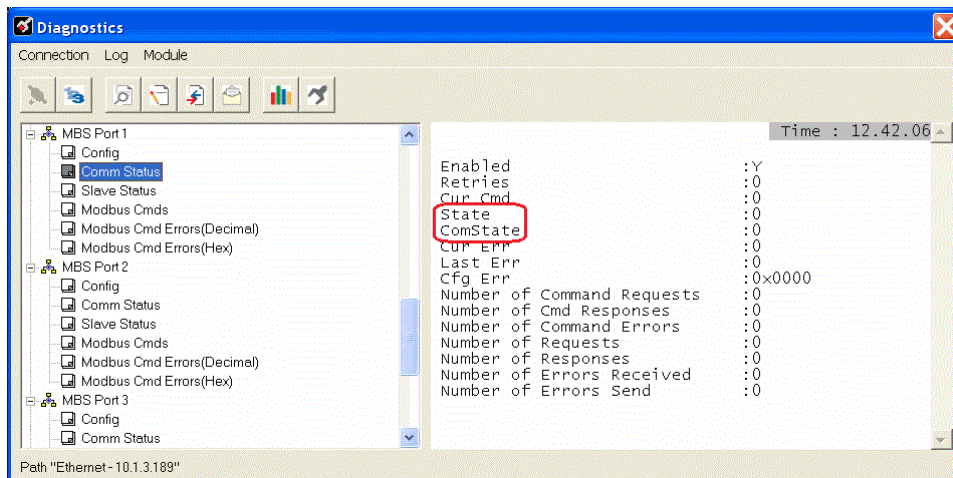 Diagnostics
Connection Log Module
MBS Port 1
Config
Comm Status
Slave Status
Modbus Cmds
Modbus Cmd Errors(Decimal)
Modbus Cmd Errors(Hex)
MBS Port 2
Config
Comm Status
Slave Status
Modbus Cmds
Modbus Cmd Errors(Decimal)
Modbus Cmd Errors(Hex)
MBS Port 3
Config
Comm Status
Time : 12.42.06
Enabled :Y
Retries :0
Cur Cmd :0
State :0
ComState :0
Cur Err :0
Last Err :0
Cfg Err :0x0000
Number of Command Requests :0
Number of Cmd Responses :0
Number of Command Errors :0
Number of Requests :0
Number of Responses :0
Number of Errors Received :0
Number of Errors Send :0
Path "Ethernet - 10.1.3.189"